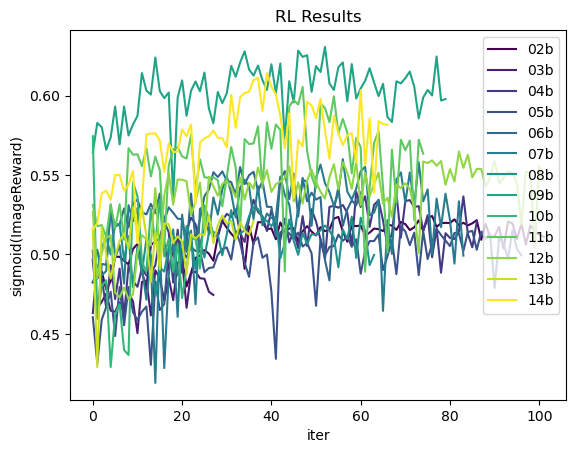 RL Results
sigmoid(ImageReward)
0.60
0.55
0.50
0.45
0
20
40
60
80
100
iter
02b
03b
04b
05b
06b
07b
08b
09b
10b
11b
12b
13b
14b